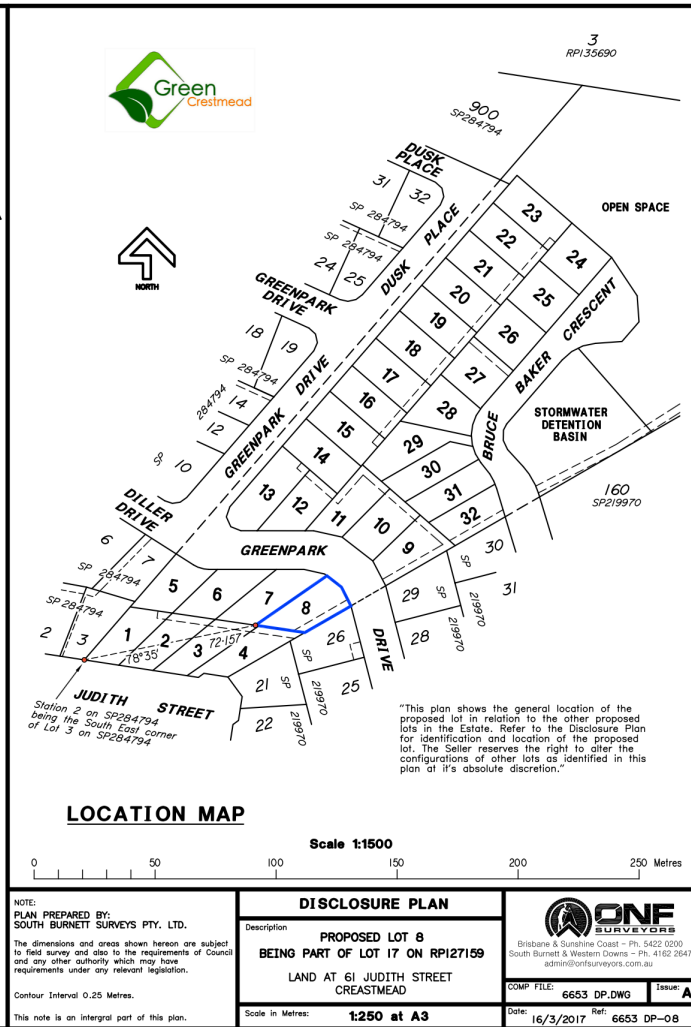 Green
Crestmead
3
RP135690
900
SP284794
DUSK
PLACE
31
32
SP 284794
SP 284794
24
25
DUSK PLACE
23
OPEN SPACE
22
24
21
25
20
26
19
27
18
28
17
16
15
14
BAKER CRESCENT
BRUCE
STORMWATER
DETENTION
BASIN
NORTH
GREENPARK
DRIVE
18
19
SP 284794
284794
14
12
SP
10
GREENPARK DRIVE
29
30
31
32
160
SP219970
DILLER
DRIVE
13
12
11
10
9
6
7
SP 284794
GREENPARK
DRIVE
5
6
7
8
SP 284794
2
3
1
2
3
4
72·157
78°35'
30
SP
219970
31
29
SP
219970
28
26
25
21
SP
219970
22
JUDITH STREET
Station 2 on SP284794
being the South East corner
of Lot 3 on SP284794
"This plan shows the general location of the
proposed lot in relation to the other proposed
lots in the Estate. Refer to the Disclosure Plan
for identification and location of the proposed
lot. The Seller reserves the right to alter the
configurations of other lots as identified in this
plan at it's absolute discretion."
LOCATION MAP
Scale 1:1500
0 50 100 150 200 250 Metres
NOTE:
PLAN PREPARED BY:
SOUTH BURNETT SURVEYS PTY. LTD.
The dimensions and areas shown hereon are subject
to field survey and also to the requirements of Council
and any other authority which may have
requirements under any relevant legislation.
Contour Interval 0.25 Metres.
This note is an intergral part of this plan.
DISCLOSURE PLAN
Description
PROPOSED LOT 8
BEING PART OF LOT 17 ON RP127159
LAND AT 61 JUDITH STREET
CREASTMEAD
Scale in Metres: 1:250 at A3
ONF
SURVEYORS
Brisbane & Sunshine Coast – Ph. 5422 0200
South Burnett & Western Downs – Ph. 4162 2647
admin@onfsurveyors.com.au
COMP FILE: 6653 DP.DWG
Issue: A
Date: 16/3/2017
Ref: 6653 DP-08